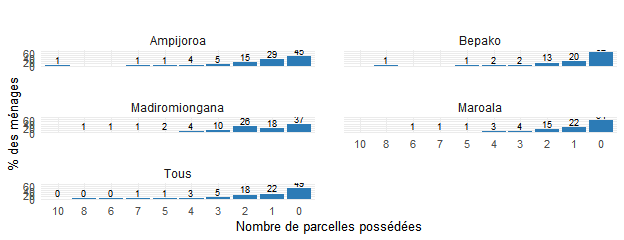 Ampijoroa
Bepako
60
40
20
0
1 1 1 4 5 15 29 45
1 1 2 2 13 20
Madiromiongana
Maroala
60
40
20
0
1 1 1 2 4 10 26 18 37
1 1 1 3 4 15 22
10 8 6 7 5 4 3 2 1 0
Tous
60
40
20
0
0 0 0 1 1 3 5 18 22 49
10 8 6 7 5 4 3 2 1 0
% des ménages
Nombre de parcelles possédées